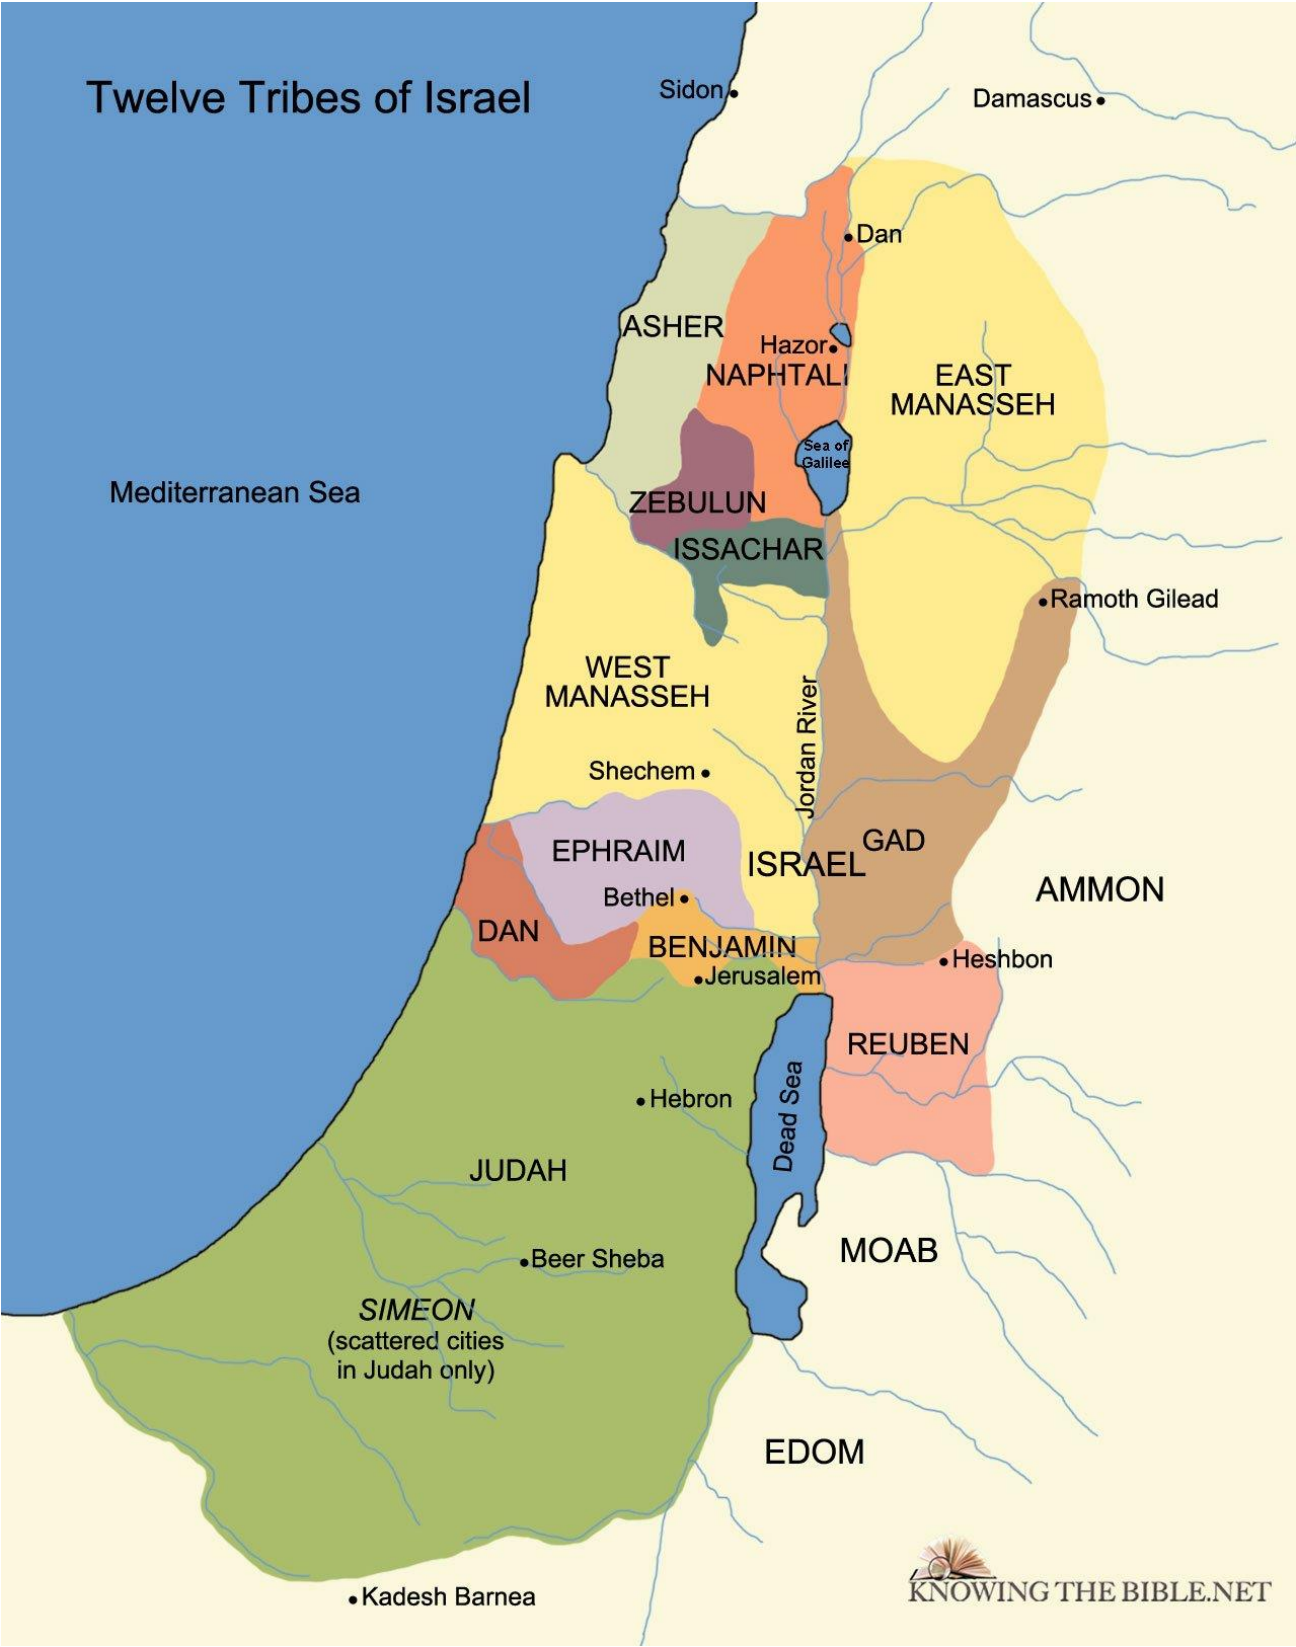 Twelve Tribes of Israel
Sidon
Damascus
Dan
ASHER
Hazor
NAPHTALI
EAST
MANASSEH
Sea of
Galilee
Mediterranean Sea
ZEBULUN
ISSACHAR
Ramoth Gilead
WEST
MANASSEH
Jordan River
Shechem
EPHRAIM
ISRAEL
GAD
AMMON
Bethel
DAN
BENJAMIN
Jerusalem
Heshbon
REUBEN
Dead Sea
Hebron
JUDAH
MOAB
Beer Sheba
SIMEON
(scattered cities
in Judah only)
EDOM
Kadesh Barnea
KNOWING THE BIBLE.NET